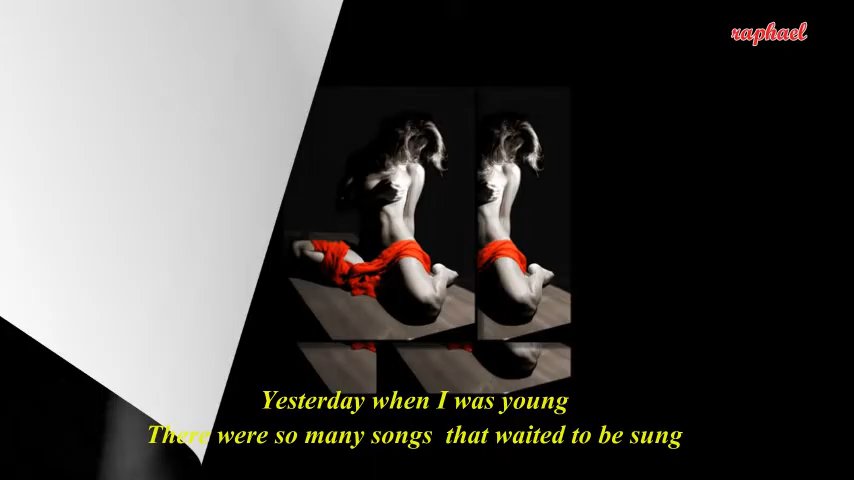 raphael
Yesterday when I was young
There were so many songs that waited to be sung